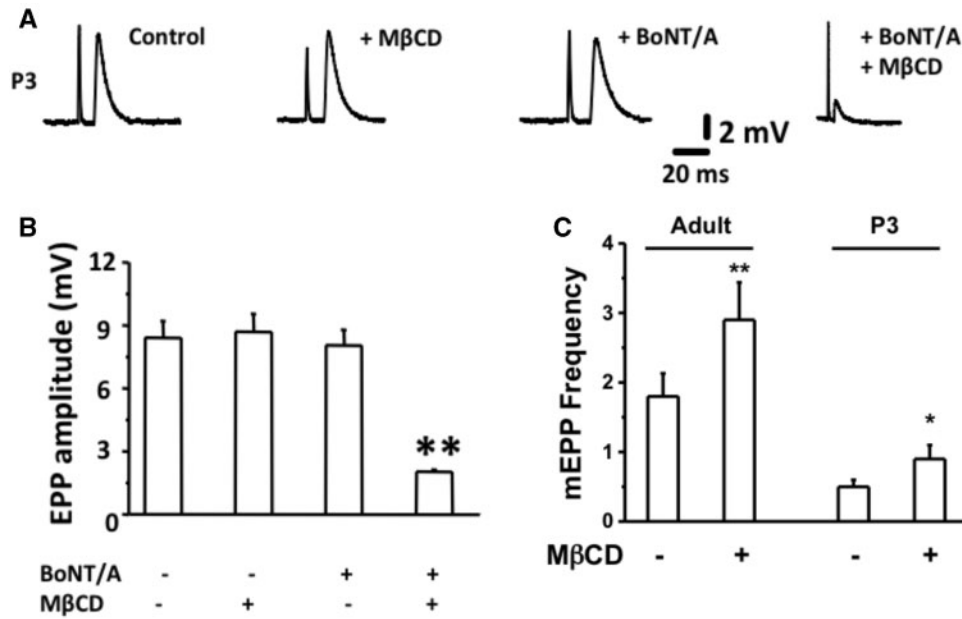 A
Control
+ MβCD
+ BoNT/A
+ BoNT/A
+ MβCD
P3
2 mV
20 ms
B
EPP amplitude (mV)
12
9
6
3
0
**
BoNT/A - - + +
MβCD - + - +
C
Adult P3
mEPP Frequency
4
3
2
1
0
**
*
MβCD - + - +